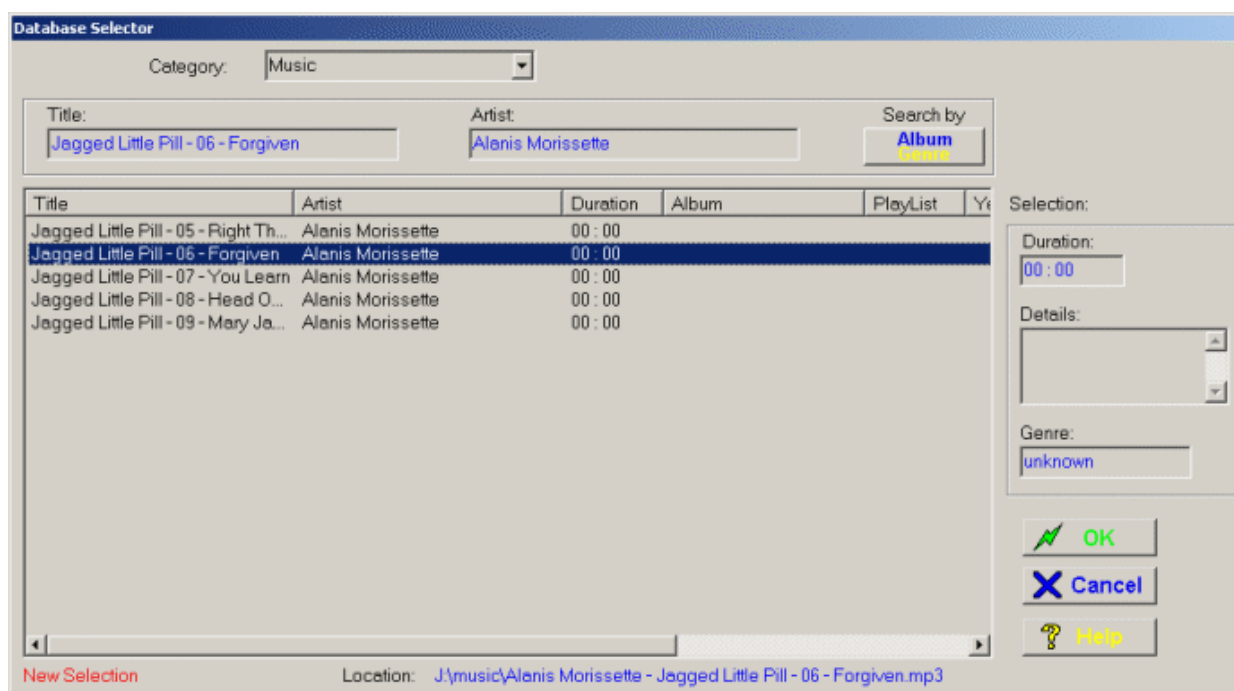 Database Selector
Category: Music
Title: Artist: Search by
Jagged Little Pill - 06 - Forgiven Alanis Morissette Album
Genre
Title Artist Duration Album PlayList Ye Selection:
Jagged Little Pill - 05 - Right Th... Alanis Morissette 00 : 00
Jagged Little Pill - 06 - Forgiven Alanis Morissette 00 : 00
Jagged Little Pill - 07 - You Learn Alanis Morissette 00 : 00
Jagged Little Pill - 08 - Head O... Alanis Morissette 00 : 00
Jagged Little Pill - 09 - Mary Ja... Alanis Morissette 00 : 00
Duration:
00 : 00
Details:
Genre:
unknown
OK
Cancel
Help
New Selection Location: J:\music\Alanis Morissette - Jagged Little Pill - 06 - Forgiven.mp3